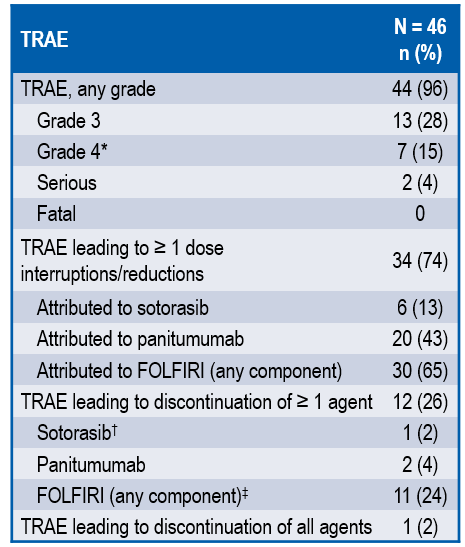 TRAE N = 46
n (%)
TRAE, any grade 44 (96)
Grade 3 13 (28)
Grade 4* 7 (15)
Serious 2 (4)
Fatal 0
TRAE leading to ≥ 1 dose
interruptions/reductions 34 (74)
Attributed to sotorasib 6 (13)
Attributed to panitumumab 20 (43)
Attributed to FOLFIRI (any component) 30 (65)
TRAE leading to discontinuation of ≥ 1 agent 12 (26)
Sotorasib† 1 (2)
Panitumumab 2 (4)
FOLFIRI (any component)‡ 11 (24)
TRAE leading to discontinuation of all agents 1 (2)